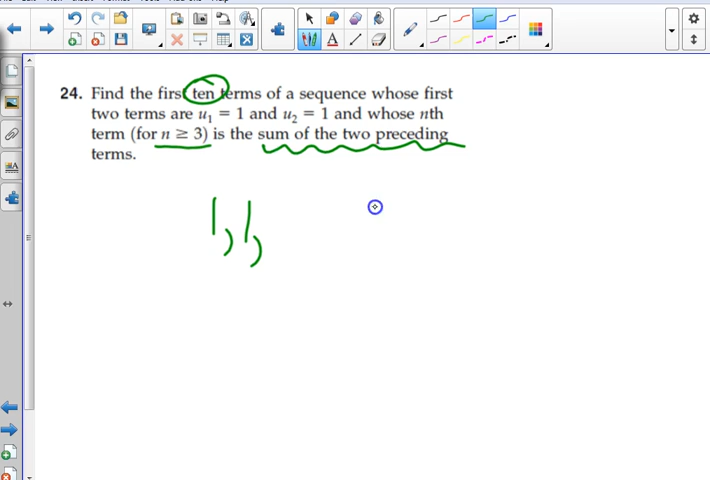 24. Find the first ten terms of a sequence whose first
two terms are u₁ = 1 and u₂ = 1 and whose nth
term (for n ≥ 3) is the sum of the two preceding
terms.
1, 1,